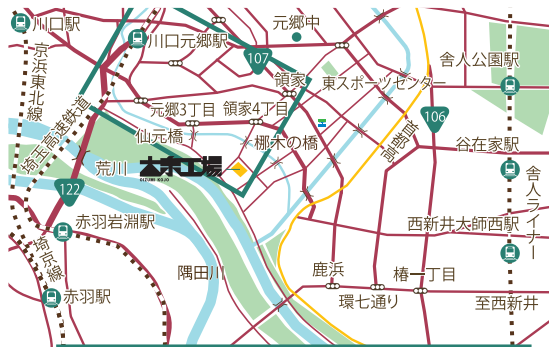 川口駅
元郷中
川口元郷駅
107
舎人公園駅
京浜東北線
領家
東スポーツセンター
埼玉高速鉄道
元郷3丁目
領家4丁目
106
首都高
仙元橋
梛木の橋
谷在家駅
荒川
大泉工場
OIZUMI KOJO
122
舎人ライナー
赤羽岩淵駅
西新井大師西駅
埼京線
隅田川
鹿浜
椿一丁目
赤羽駅
環七通り
至西新井